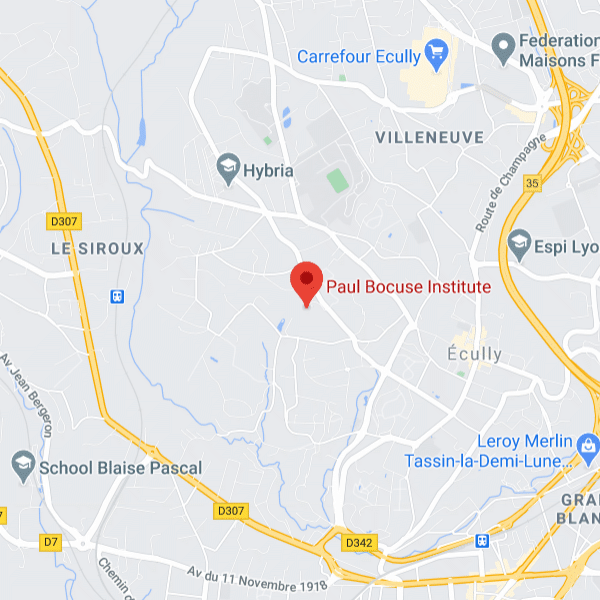 Federation
Maisons F
Carrefour Ecully
VILLENEUVE
Route de Champagne
Hybria
35
D307
LE SIROUX
Espi Lyo
Paul Bocuse Institute
Écully
Av Jean Bergeron
Leroy Merlin
Tassin-la-Demi-Lune...
School Blaise Pascal
GRA
BLAN
D307
7
D7
D342
Chemin de
Av du 11 Novembre 1918